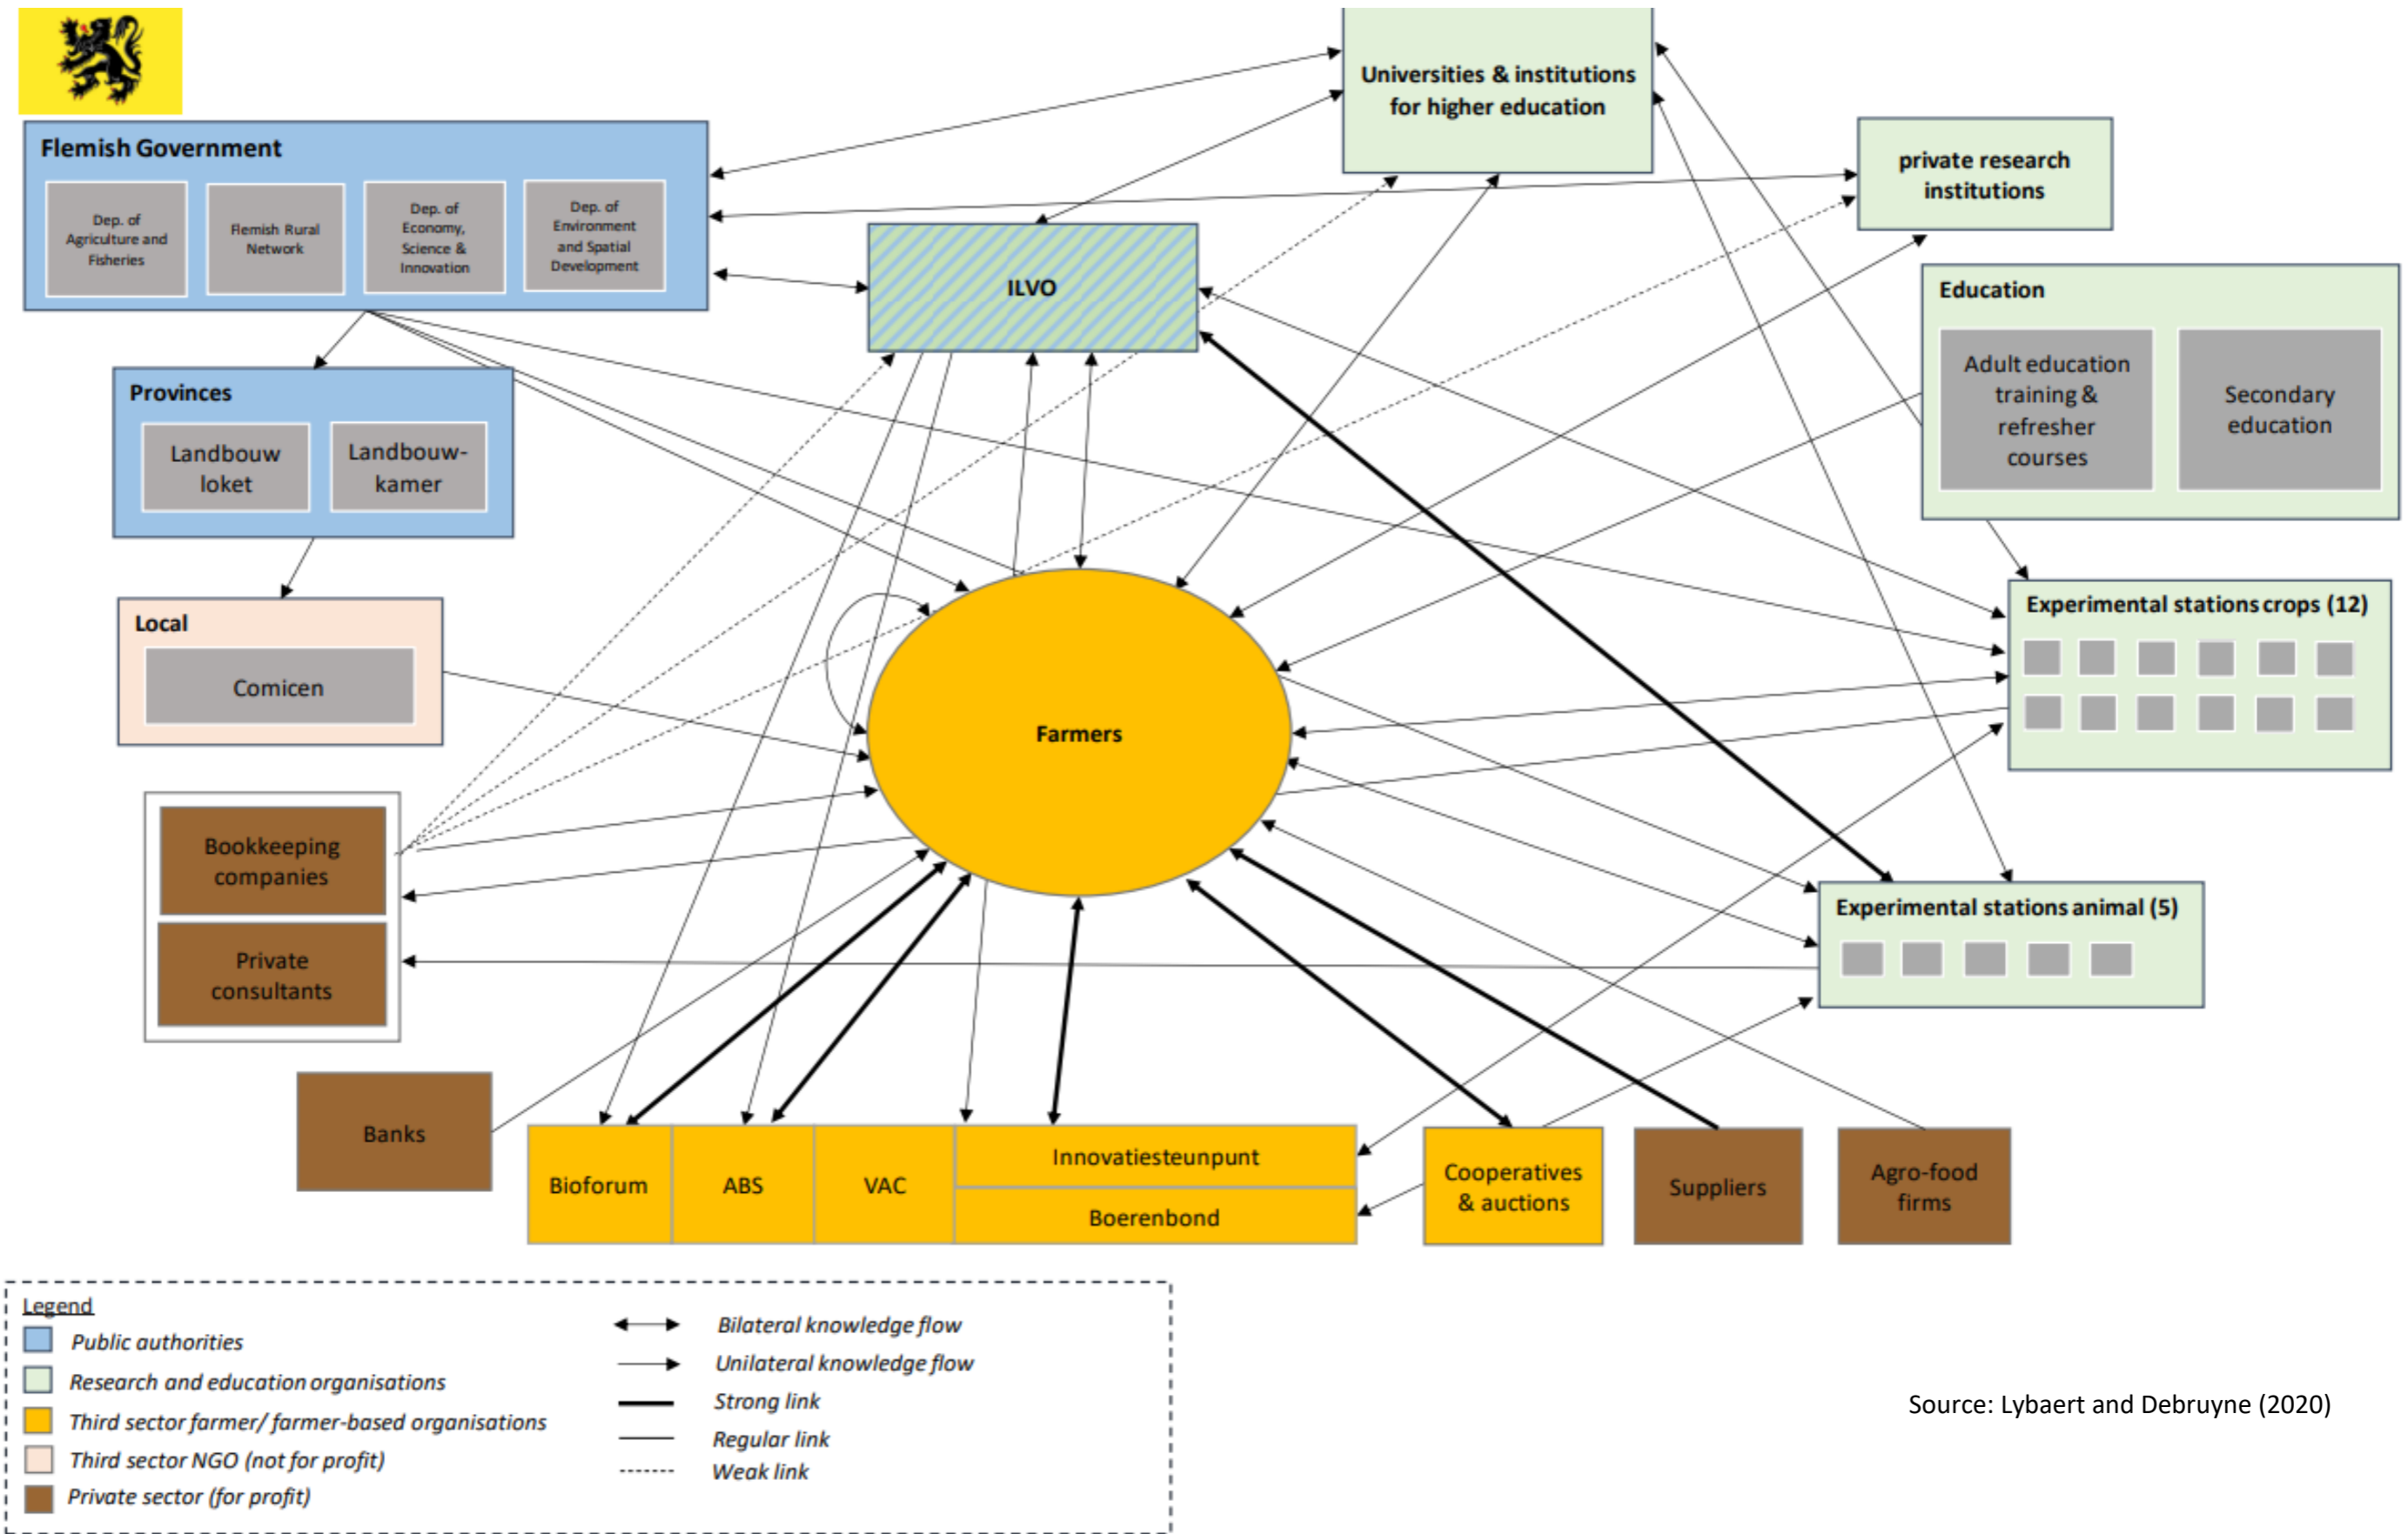 Universities & institutions
for higher education
Flemish Government
Dep. of
Agriculture and
Fisheries
Flemish Rural
Network
Dep. of
Economy,
Science &
Innovation
Dep. of
Environment
and Spatial
Development
private research
institutions
ILVO
Education
Adult education
training &
refresher
courses
Secondary
education
Provinces
Landbouw
loket
Landbouw-
kamer
Local
Comicen
Experimental stations crops (12)
Farmers
Bookkeeping
companies
Private
consultants
Experimental stations animal (5)
Banks
Bioforum
ABS
VAC
Innovatiesteunpunt
Boerenbond
Cooperatives
& auctions
Suppliers
Agro-food
firms
Legend
Public authorities
Research and education organisations
Third sector farmer/ farmer-based organisations
Third sector NGO (not for profit)
Private sector (for profit)
Bilateral knowledge flow
Unilateral knowledge flow
Strong link
Regular link
Weak link
Source: Lybaert and Debruyne (2020)